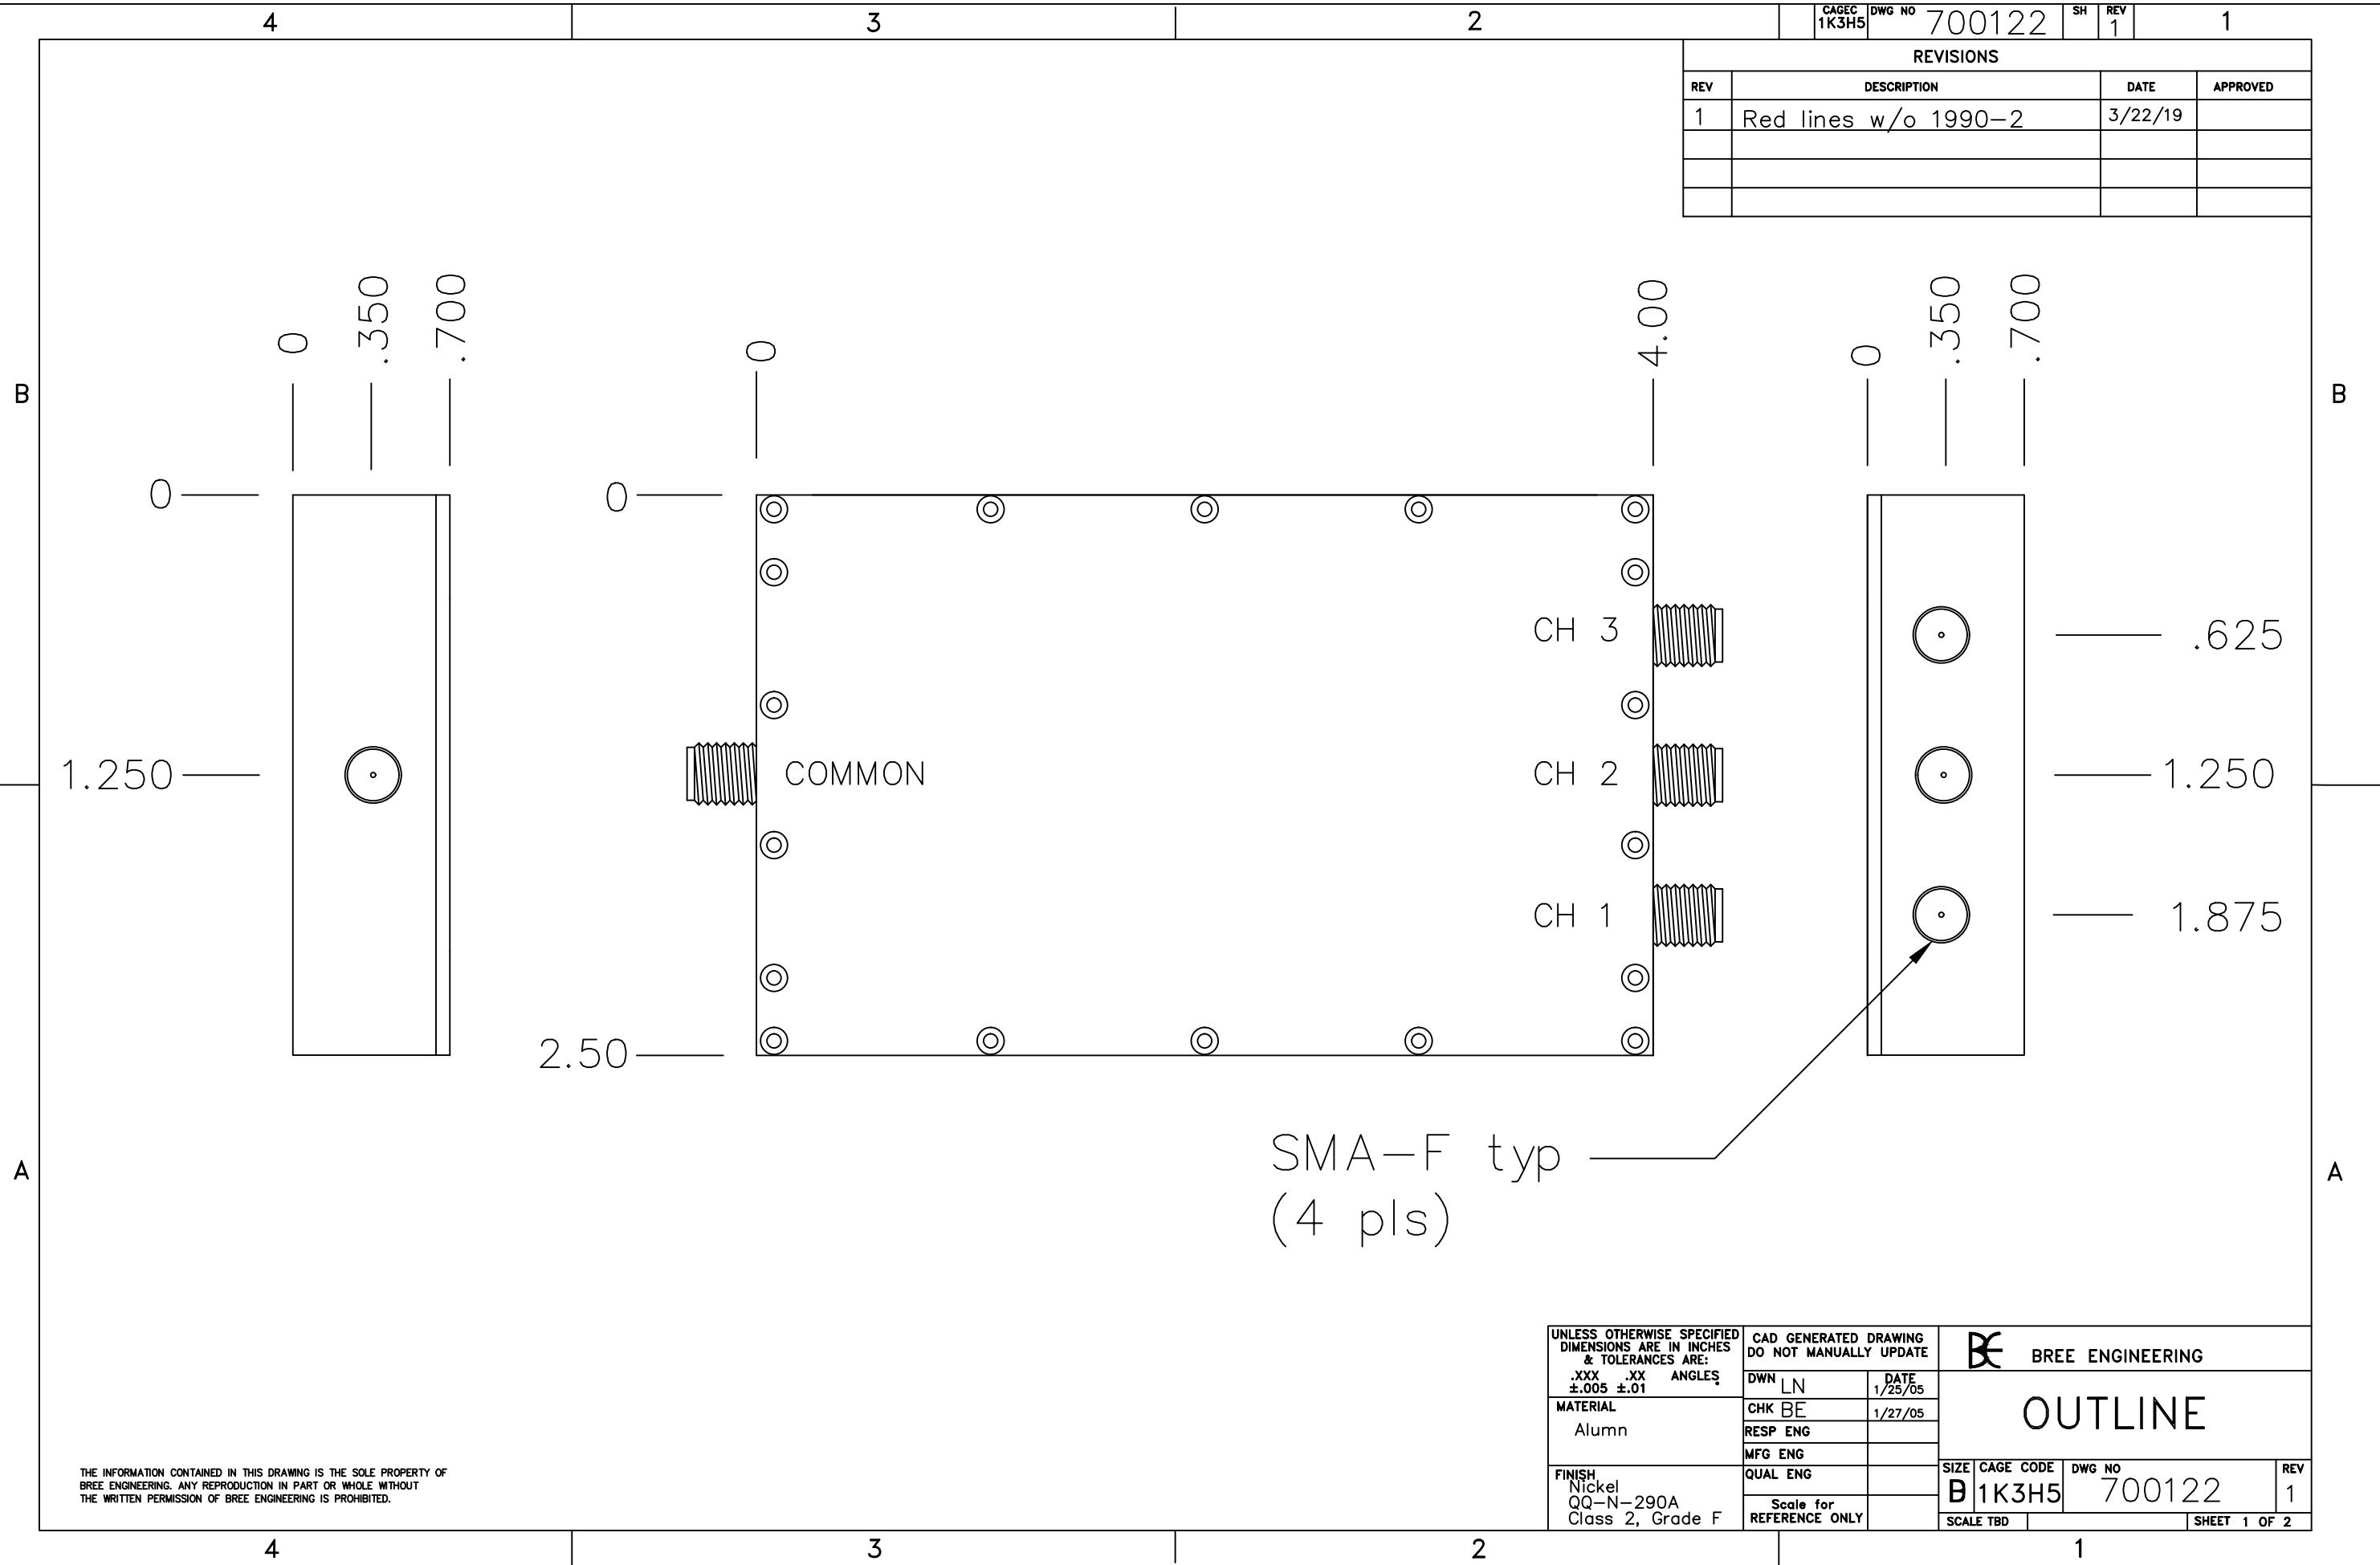 4 3 2 1
CAGEC DWG NO SH REV
1K3H5 700122 1
REVISIONS
REV DESCRIPTION DATE APPROVED
1 Red lines w/o 1990-2 3/22/19
0 .350 .700
0 4.00
0 .350 .700
B B
0 0
CH 3 .625
1.250 COMMON CH 2 1.250
CH 1 1.875
2.50
SMA-F typ
(4 pls)
A A
UNLESS OTHERWISE SPECIFIED
DIMENSIONS ARE IN INCHES
& TOLERANCES ARE:
.XXX .XX ANGLES
±.005 ±.01
MATERIAL
Alumn
FINISH
Nickel
QQ-N-290A
Class 2, Grade F
CAD GENERATED DRAWING
DO NOT MANUALLY UPDATE
DWN LN DATE 1/25/05
CHK BE 1/27/05
RESP ENG
MFG ENG
QUAL ENG
Scale for
REFERENCE ONLY
BE BREE ENGINEERING
OUTLINE
SIZE CAGE CODE DWG NO REV
B 1K3H5 700122 1
SCALE TBD SHEET 1 OF 2
THE INFORMATION CONTAINED IN THIS DRAWING IS THE SOLE PROPERTY OF
BREE ENGINEERING. ANY REPRODUCTION IN PART OR WHOLE WITHOUT
THE WRITTEN PERMISSION OF BREE ENGINEERING IS PROHIBITED.
4 3 2 1